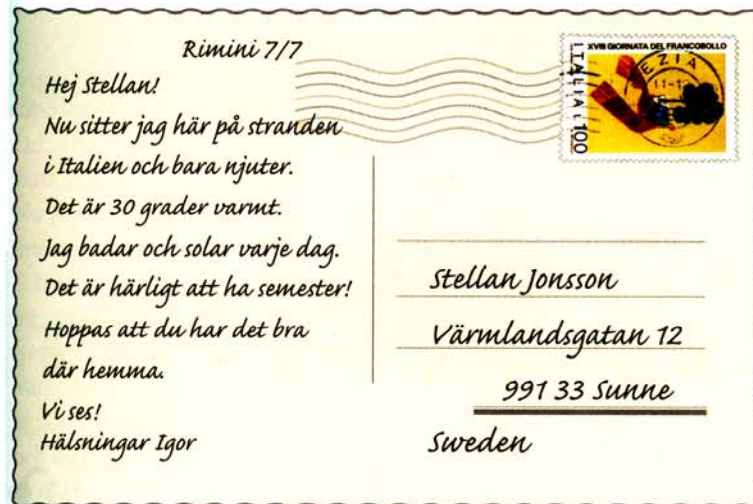 Rimini 7/7
Hej Stellan!
Nu sitter jag här på stranden
i Italien och bara njuter.
Det är 30 grader varmt.
Jag badar och solar varje dag.
Det är härligt att ha semester!
Hoppas att du har det bra
där hemma.
Vi ses!
Hälsningar Igor
XVIII GIORNATA DEL FRANCOBOLLO
ITALIA L.100
EZIA
Stellan Jonsson
Värmlandsgatan 12
991 33 Sunne
Sweden